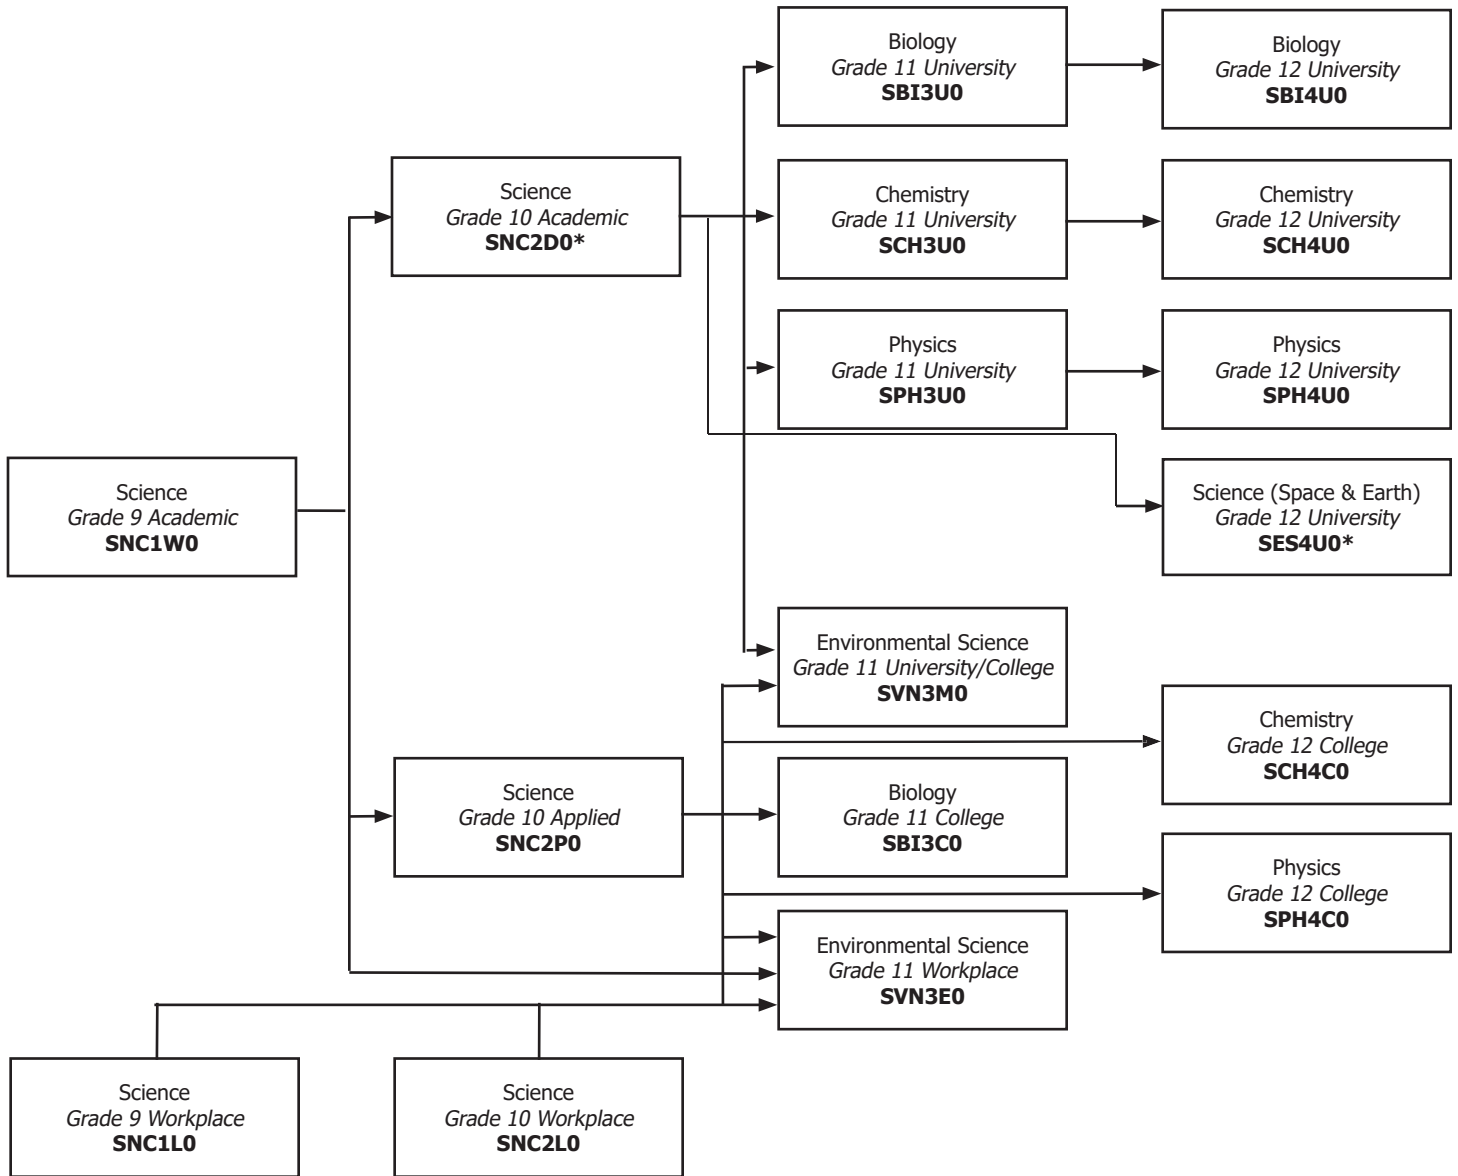 Biology
Grade 11 University
SBI3U0
Biology
Grade 12 University
SBI4U0
Science
Grade 10 Academic
SNC2D0*
Chemistry
Grade 11 University
SCH3U0
Chemistry
Grade 12 University
SCH4U0
Physics
Grade 11 University
SPH3U0
Physics
Grade 12 University
SPH4U0
Science
Grade 9 Academic
SNC1W0
Science (Space & Earth)
Grade 12 University
SES4U0*
Environmental Science
Grade 11 University/College
SVN3M0
Chemistry
Grade 12 College
SCH4C0
Science
Grade 10 Applied
SNC2P0
Biology
Grade 11 College
SBI3C0
Physics
Grade 12 College
SPH4C0
Environmental Science
Grade 11 Workplace
SVN3E0
Science
Grade 9 Workplace
SNC1L0
Science
Grade 10 Workplace
SNC2L0